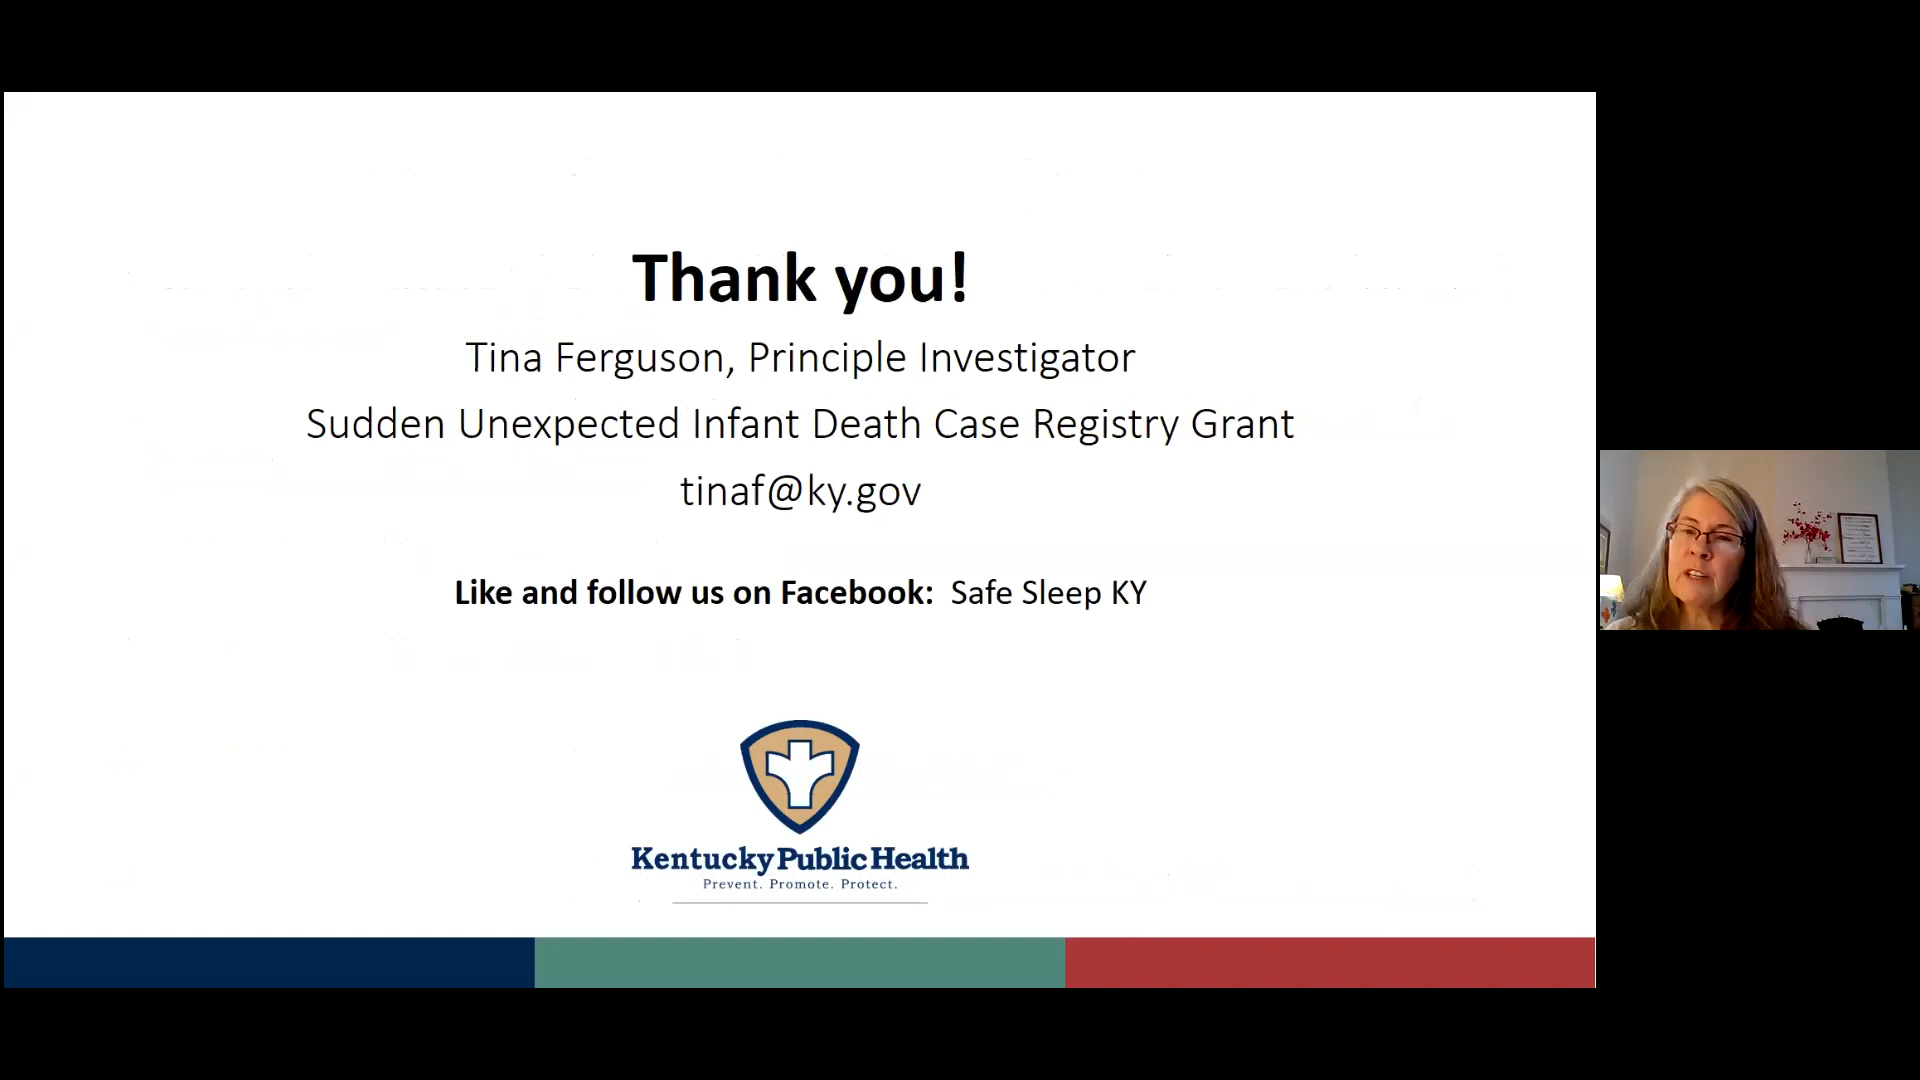 Thank you!
Tina Ferguson, Principle Investigator
Sudden Unexpected Infant Death Case Registry Grant
tinaf@ky.gov
Like and follow us on Facebook: Safe Sleep KY
Kentucky Public Health
Prevent. Promote. Protect.